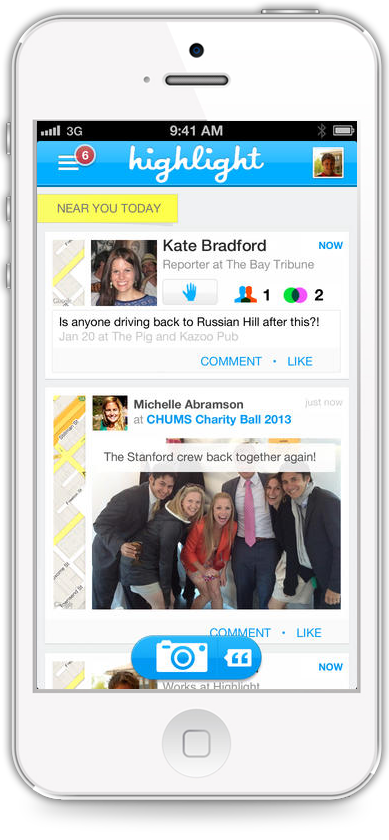 3G 9:41 AM
6
highlight
NEAR YOU TODAY
Kate Bradford
NOW
Reporter at The Bay Tribune
1
2
Is anyone driving back to Russian Hill after this?!
Jan 20 at The Pig and Kazoo Pub
COMMENT • LIKE
Google
Michelle Abramson
just now
at CHUMS Charity Ball 2013
The Stanford crew back together again!
Google
COMMENT • LIKE
NOW
Works at Highlight